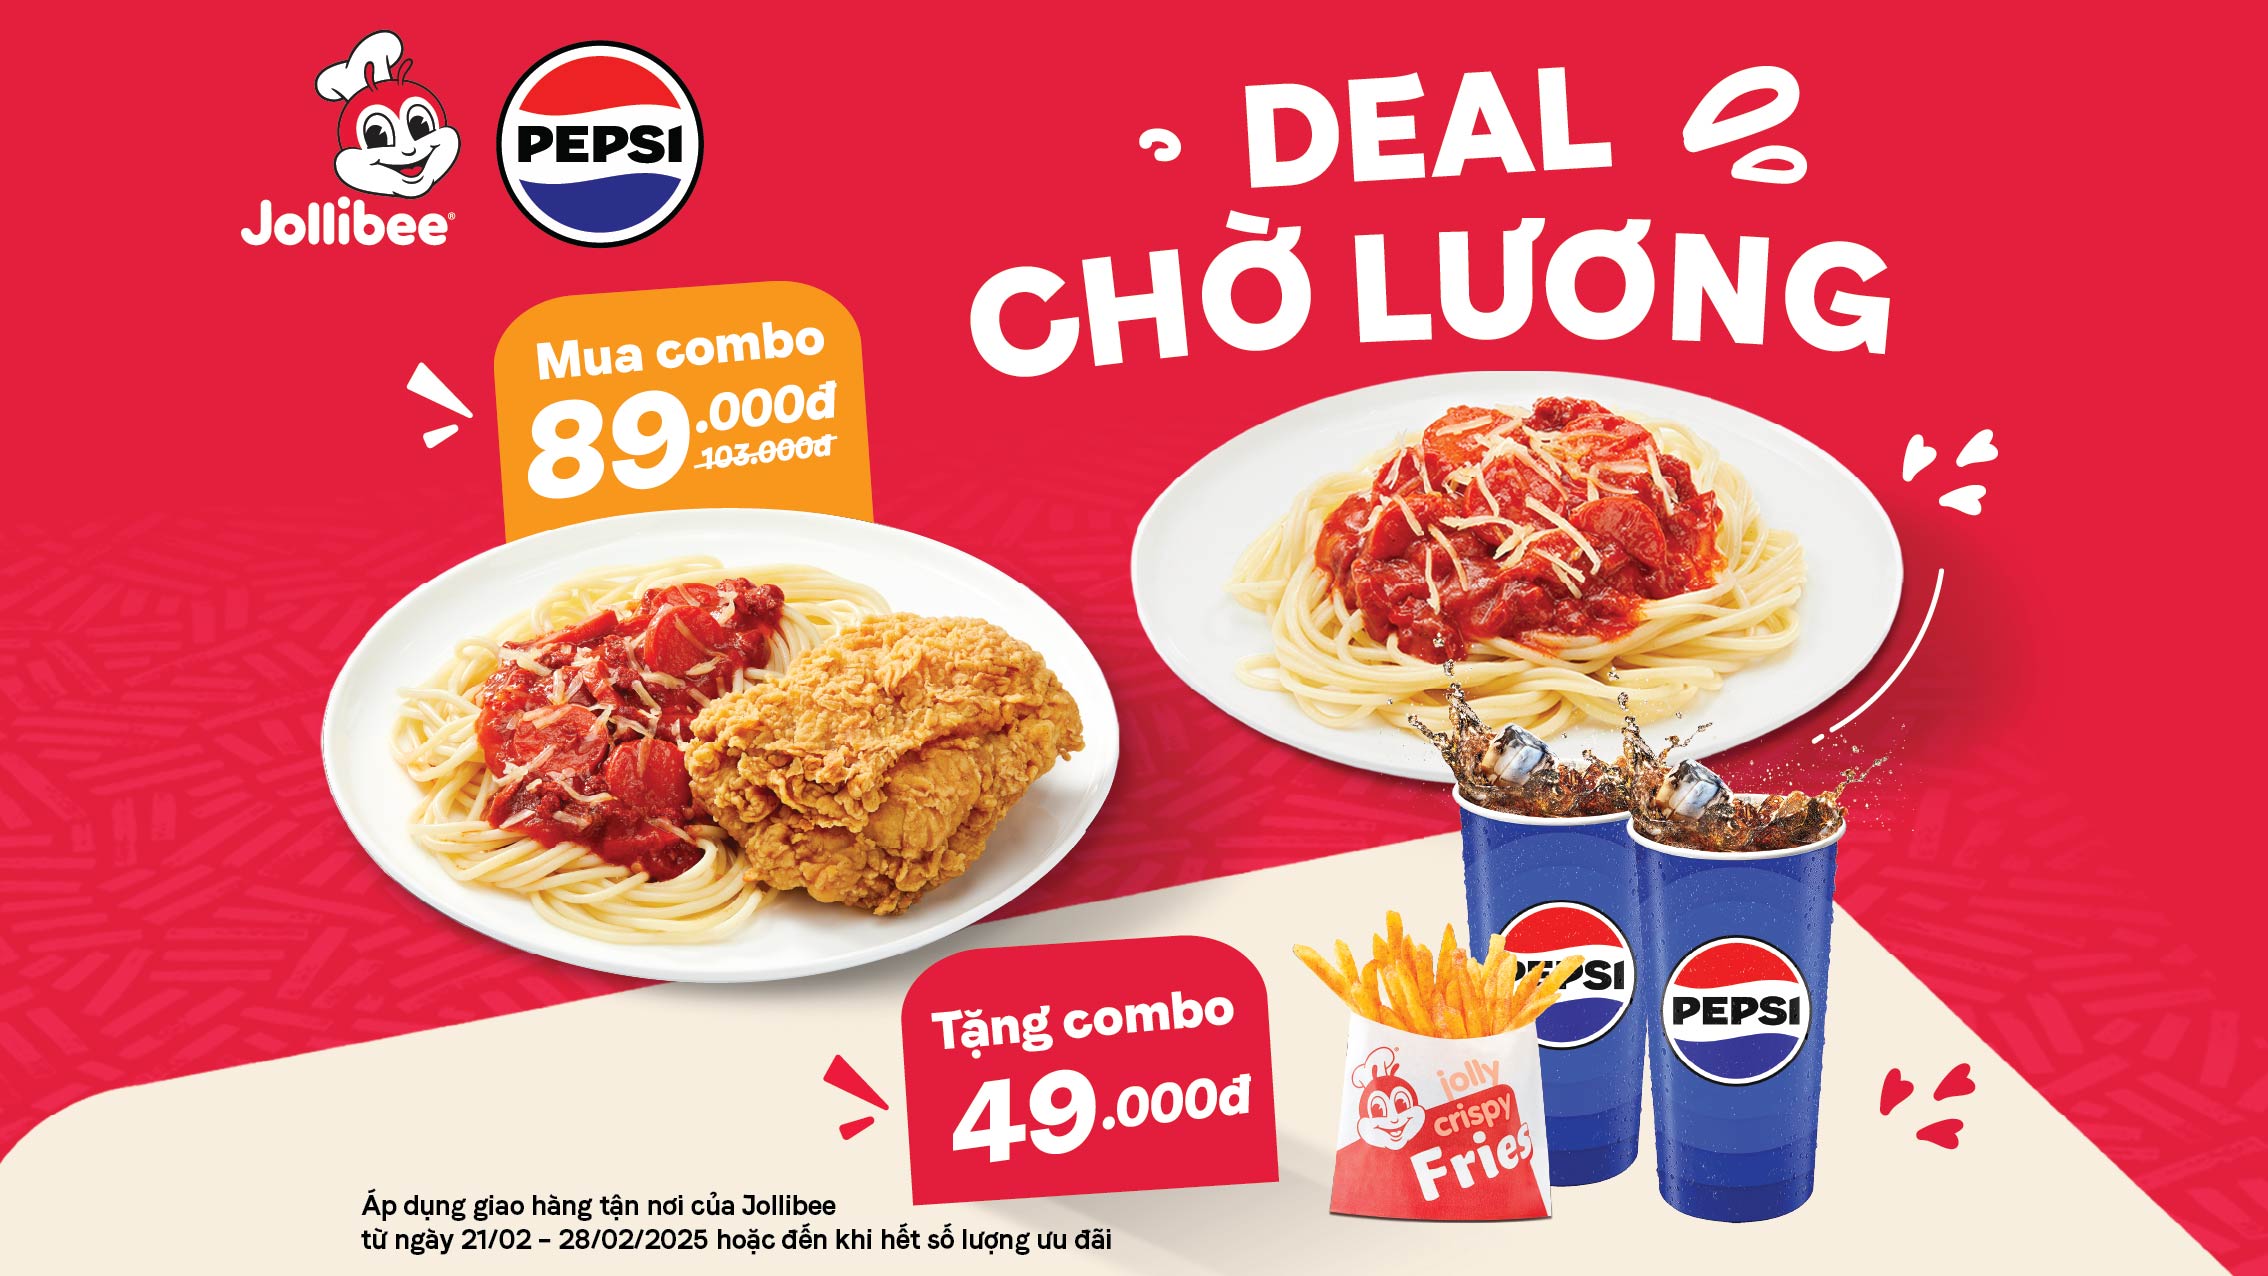 Jollibee®
PEPSI
DEAL
CHỜ LƯƠNG
Mua combo
89.000đ
103.000đ
Tặng combo
49.000đ
PEPSI
PEPSI
jolly
crispy
Fries
Áp dụng giao hàng tận nơi của Jollibee
từ ngày 21/02 – 28/02/2025 hoặc đến khi hết số lượng ưu đãi